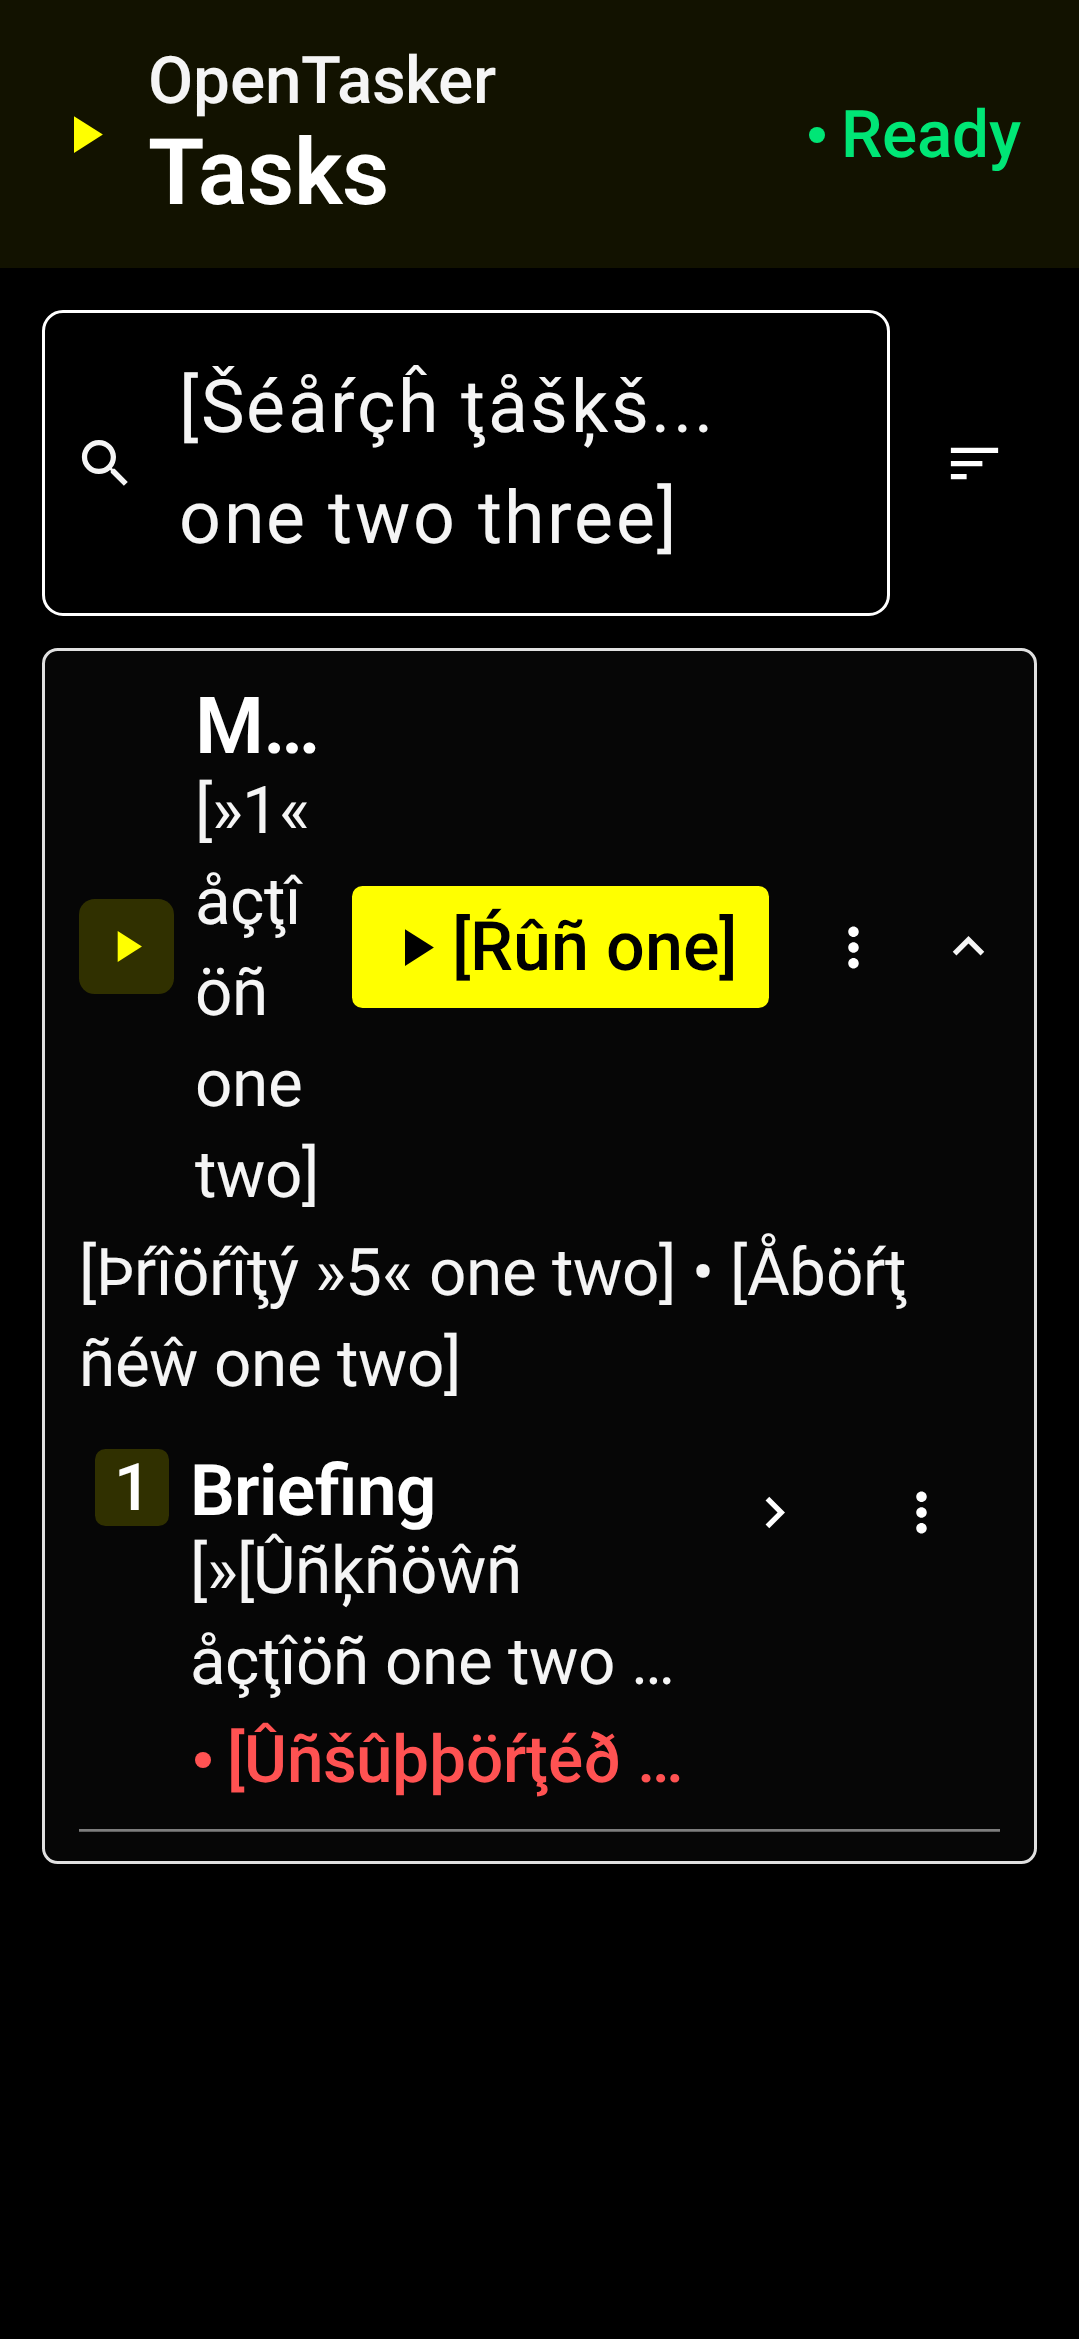 OpenTasker
Tasks
• Ready
[Šéåŕçĥ ţåšķš...
one two three]
M...
[»1«
åçţî
öñ
one
two]
[Ŕûñ one]
[Þŕîöŕîţý »5« one two] • [Åɓöŕţ
ñéŵ one two]
1
Briefing
[»[Ûñķñöŵñ
åçţîöñ one two ...
• [Ûñšûþþöŕţéð ...